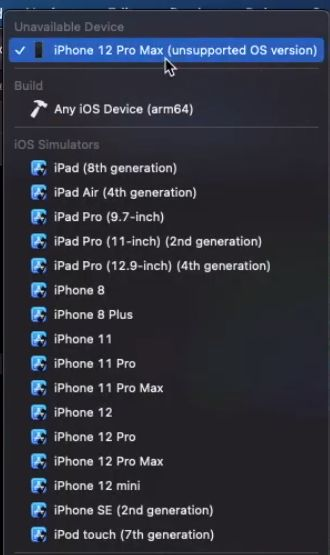 Unavailable Device
iPhone 12 Pro Max (unsupported OS version)
Build
Any iOS Device (arm64)
iOS Simulators
iPad (8th generation)
iPad Air (4th generation)
iPad Pro (9.7-inch)
iPad Pro (11-inch) (2nd generation)
iPad Pro (12.9-inch) (4th generation)
iPhone 8
iPhone 8 Plus
iPhone 11
iPhone 11 Pro
iPhone 11 Pro Max
iPhone 12
iPhone 12 Pro
iPhone 12 Pro Max
iPhone 12 mini
iPhone SE (2nd generation)
iPod touch (7th generation)